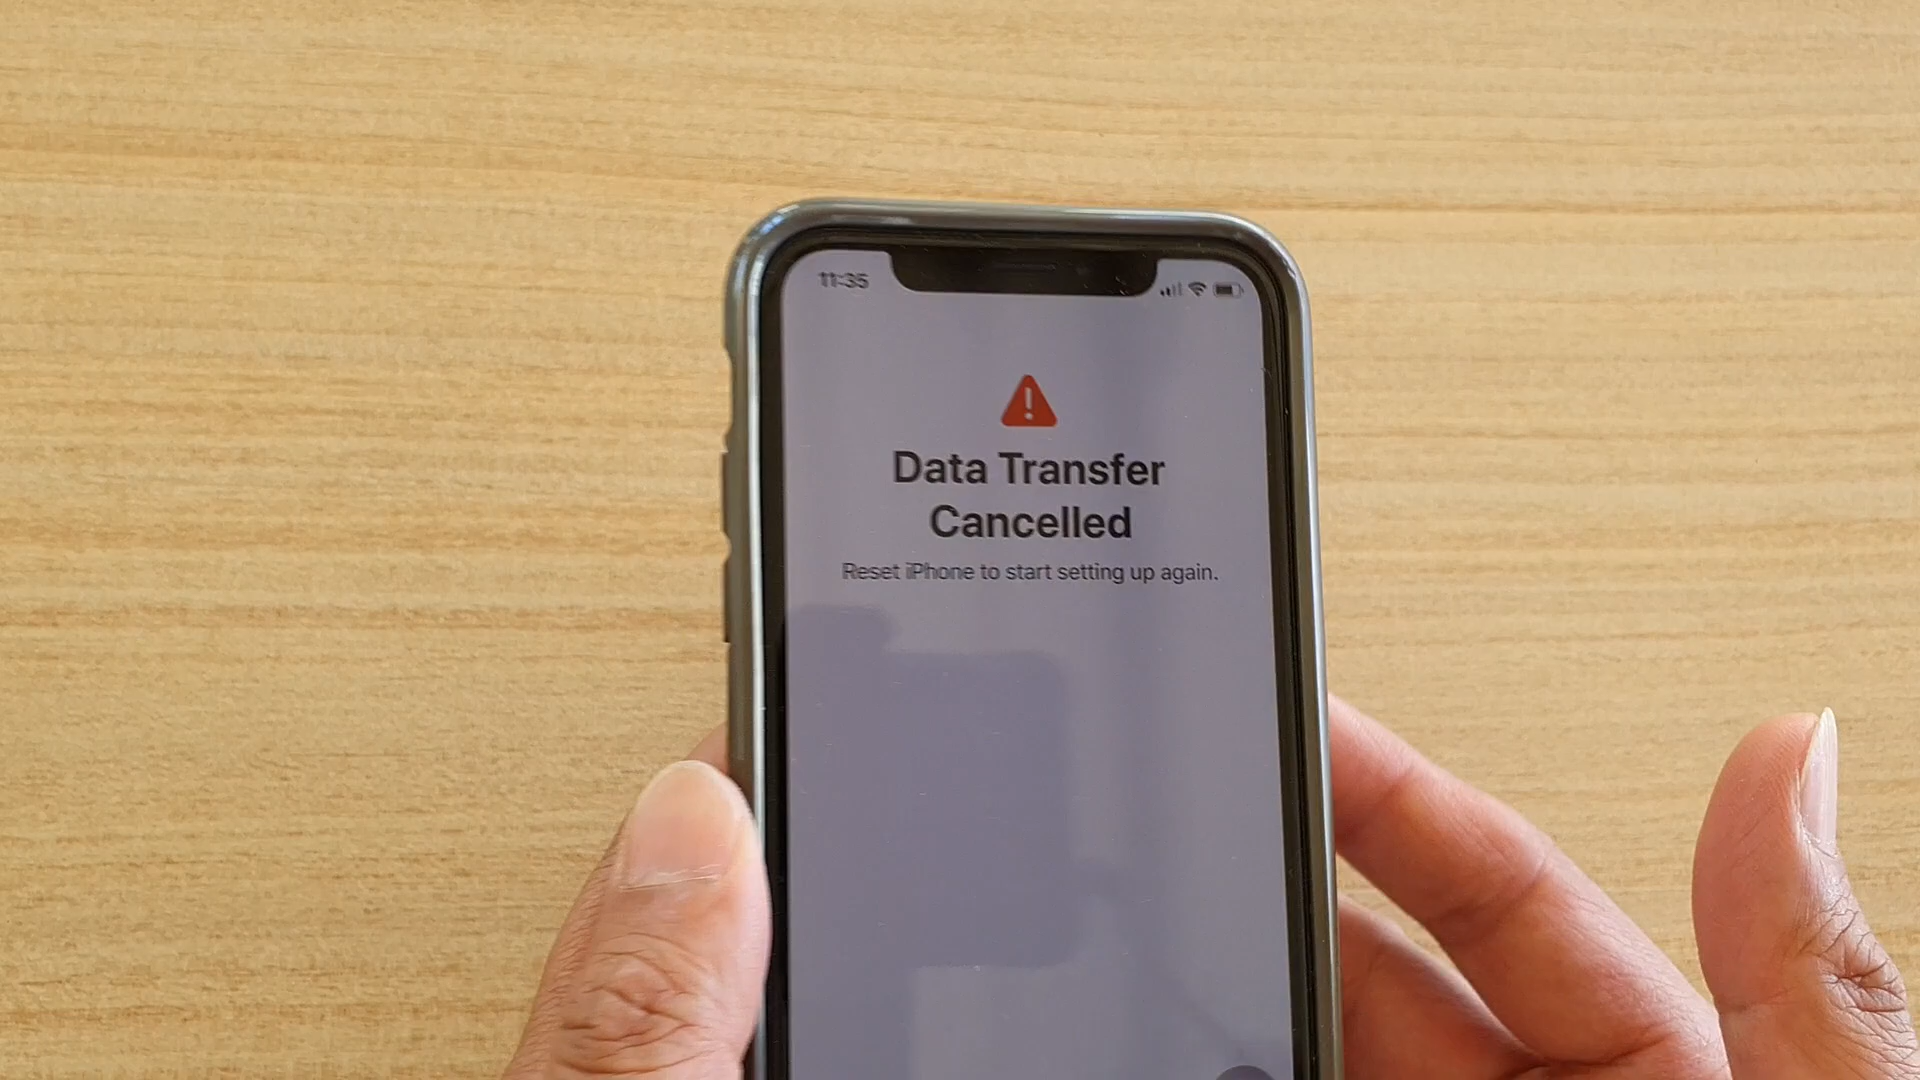 11:35
Data Transfer
Cancelled
Reset iPhone to start setting up again.